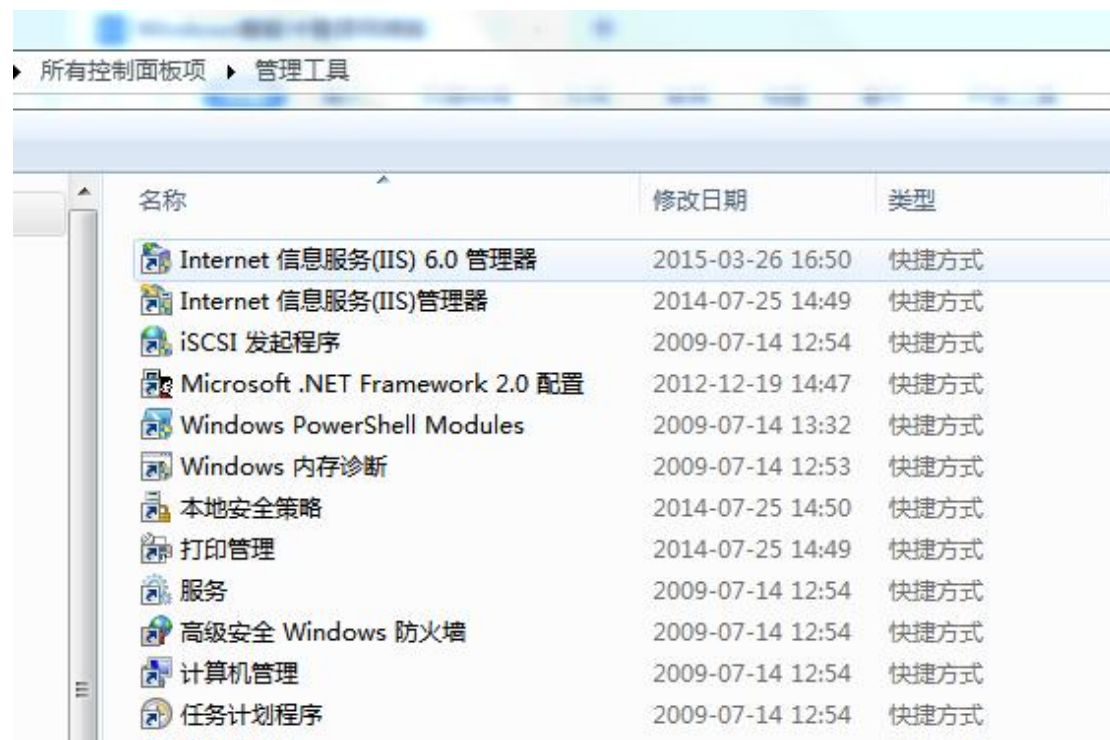 所有控制面板项 管理工具
名称 修改日期 类型
Internet 信息服务(IIS) 6.0 管理器 2015-03-26 16:50 快捷方式
Internet 信息服务(IIS)管理器 2014-07-25 14:49 快捷方式
iSCSI 发起程序 2009-07-14 12:54 快捷方式
Microsoft .NET Framework 2.0 配置 2012-12-19 14:47 快捷方式
Windows PowerShell Modules 2009-07-14 13:32 快捷方式
Windows 内存诊断 2009-07-14 12:53 快捷方式
本地安全策略 2014-07-25 14:50 快捷方式
打印管理 2014-07-25 14:49 快捷方式
服务 2009-07-14 12:54 快捷方式
高级安全 Windows 防火墙 2009-07-14 12:54 快捷方式
计算机管理 2009-07-14 12:54 快捷方式
任务计划程序 2009-07-14 12:54 快捷方式